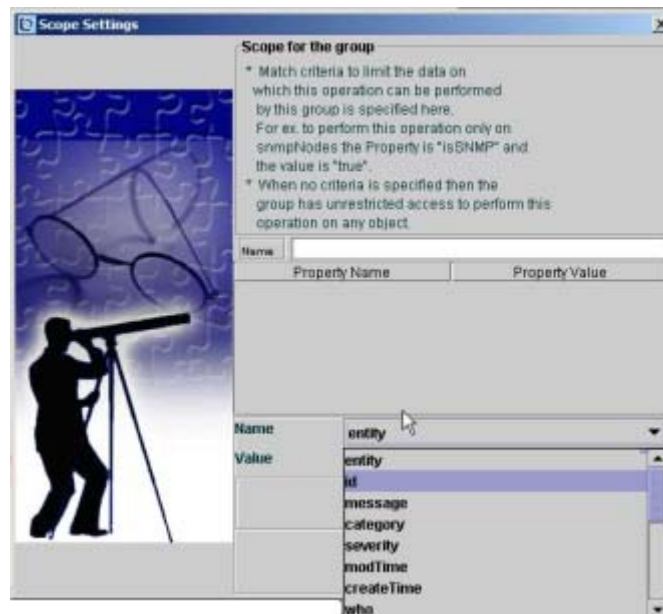 Scope Settings
Scope for the group
* Match criteria to limit the data on
which this operation can be performed
by this group is specified here.
For ex. to perform this operation only on
snmpNodes the Property is "isSNMP" and
the value is "true".
* When no criteria is specified then the
group has unrestricted access to perform this
operation on any object.
Name
Property Name Property Value
Name entity
Value
entity
id
message
category
severity
modTime
createTime
who